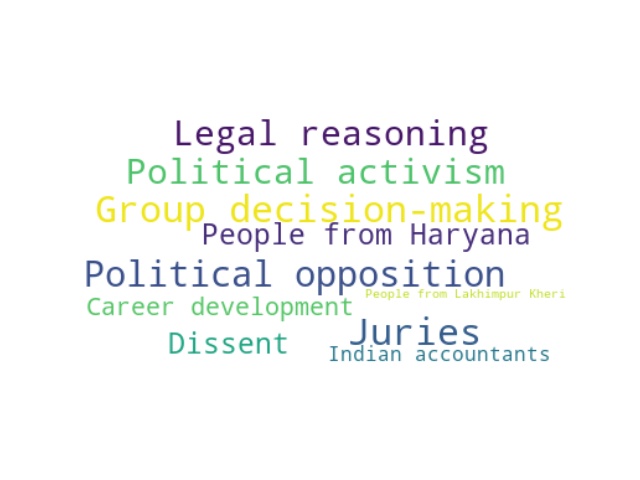 Legal reasoning
Political activism
Group decision-making
People from Haryana
Political opposition
People from Lakhimpur Kheri
Career development
Juries
Dissent
Indian accountants